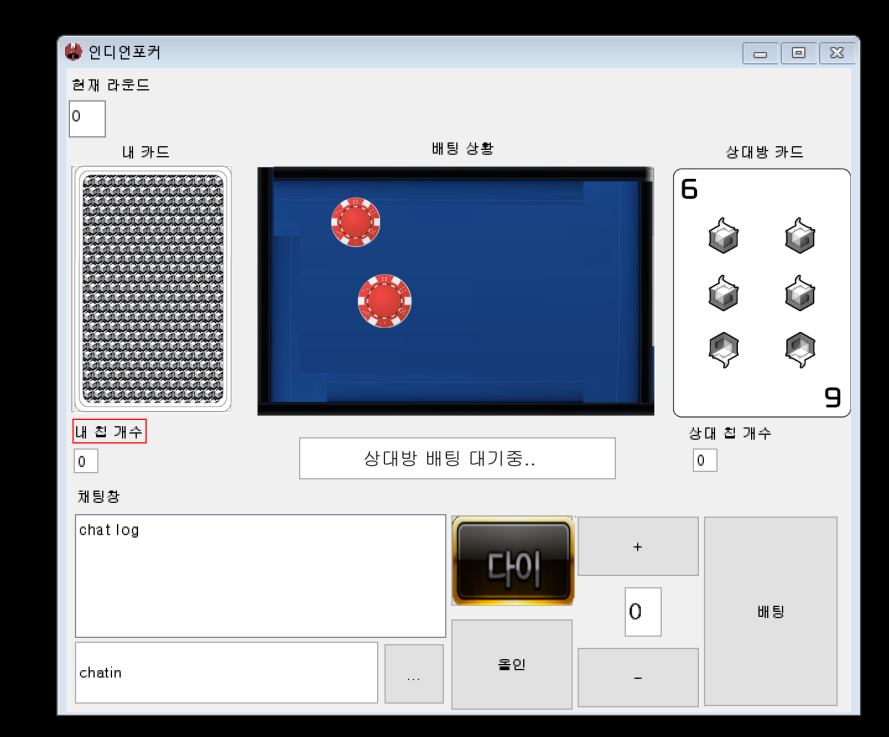 인디언포커
현재 라운드
0
내 카드
배팅 상황
상대방 카드
6
6
내 칩 개수
0
상대방 배팅 대기중..
상대 칩 개수
0
채팅창
chat log
다이
+
0
배팅
chatin
...
올인
-